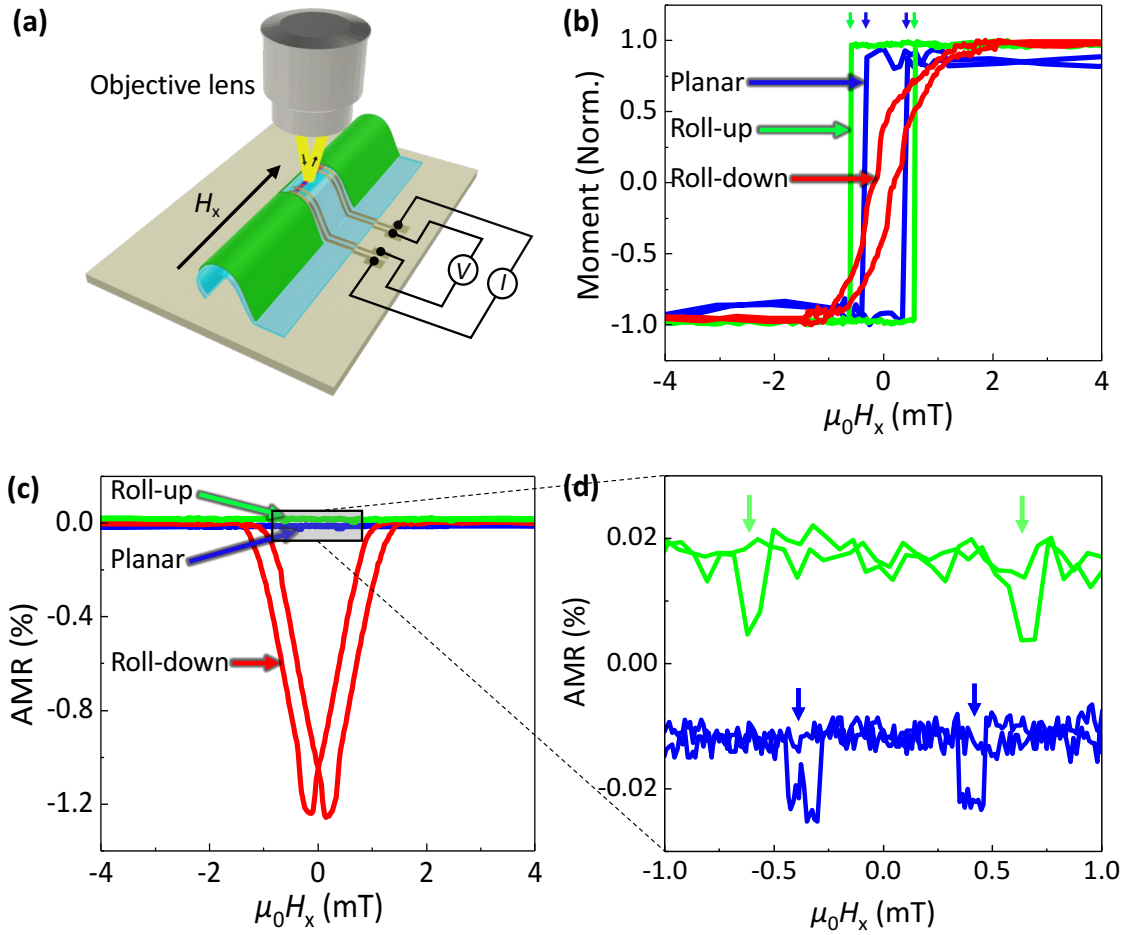 (a)
Objective lens
Hx
V
I
(b)
Moment (Norm.)
1.0
0.5
0.0
-0.5
-1.0
Planar
Roll-up
Roll-down
-4 -2 0 2 4
μ0Hx (mT)
(c)
AMR (%)
0.0
-0.4
-0.8
-1.2
Roll-up
Planar
Roll-down
-4 -2 0 2 4
μ0Hx (mT)
(d)
AMR (%)
0.02
0.00
-0.02
-1.0 -0.5 0.0 0.5 1.0
μ0Hx (mT)